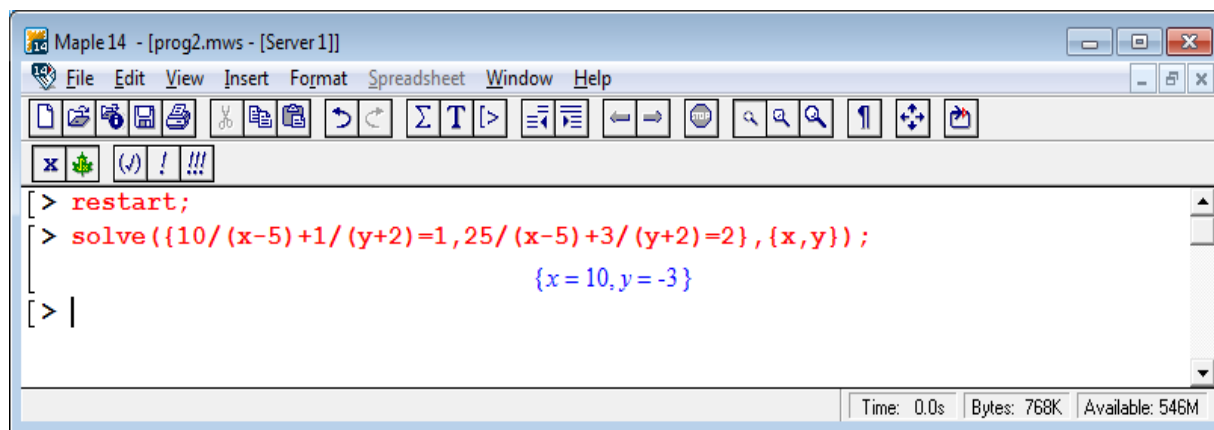 Maple 14 - [prog2.mws - [Server 1]]
File Edit View Insert Format Spreadsheet Window Help
Σ T [> STOP ¶
x (√) ! !!!
[> restart;
[> solve({10/(x-5)+1/(y+2)=1,25/(x-5)+3/(y+2)=2},{x,y});
{x = 10, y = -3}
[>
Time: 0.0s Bytes: 768K Available: 546M